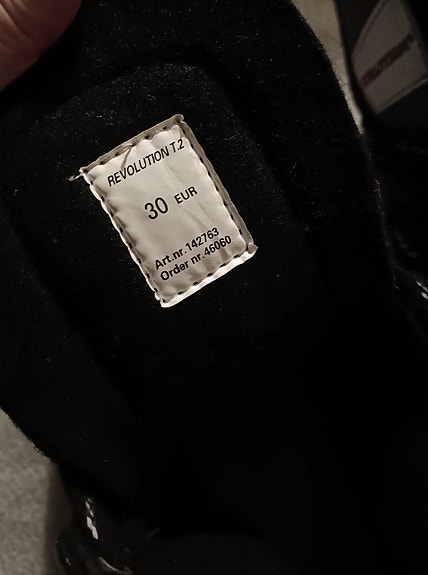 REVOLUTION T.2
30 EUR
Art.nr.142763
Order nr.46060